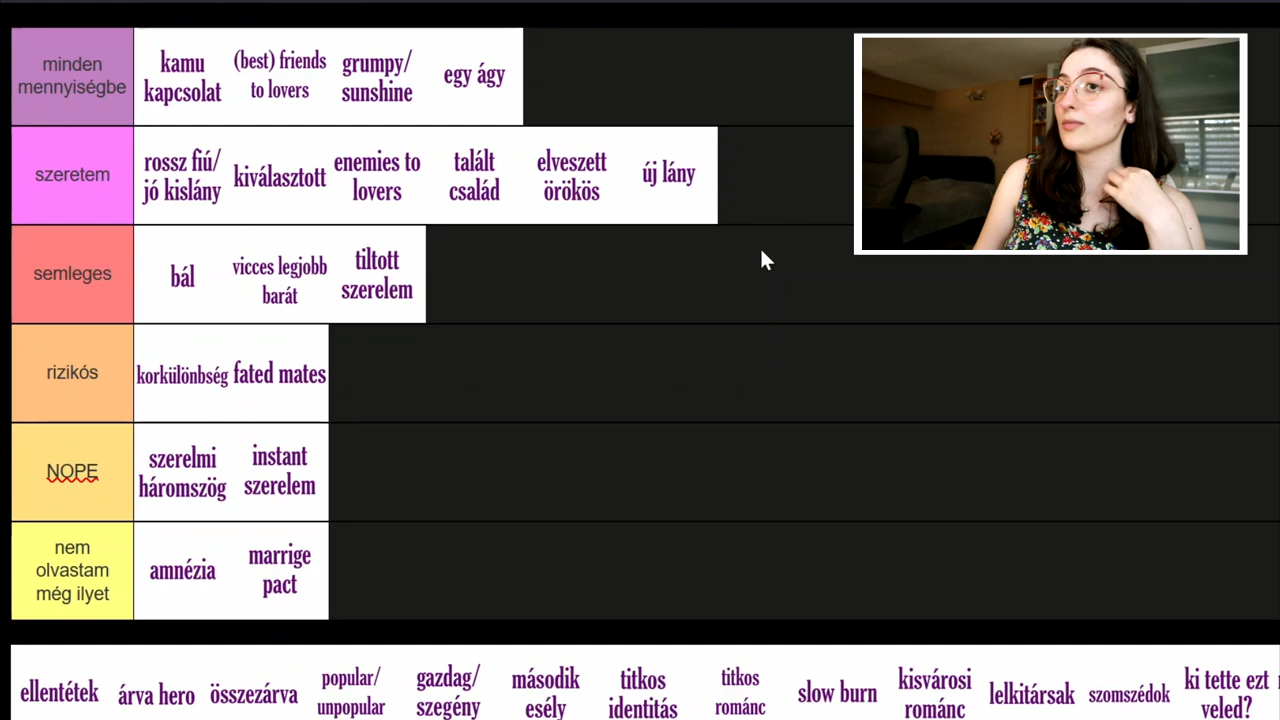 minden
mennyiségbe
kamu
kapcsolat
(best) friends
to lovers
grumpy/
sunshine
egy ágy
szeretem
rossz fiú/
jó kislány
kiválasztott
enemies to
lovers
talált
család
elveszett
örökös
új lány
semleges
bál
vicces legjobb
barát
tiltott
szerelem
rizikós
korkülönbség
fated mates
NOPE
szerelmi
háromszög
instant
szerelem
nem
olvastam
még ilyet
amnézia
marrige
pact
ellentétek
árva hero
összezárva
popular/
unpopular
gazdag/
szegény
második
esély
titkos
identitás
titkos
románc
slow burn
kisvárosi
románc
lelkitársak
szomszédok
ki tette ezt
veled?